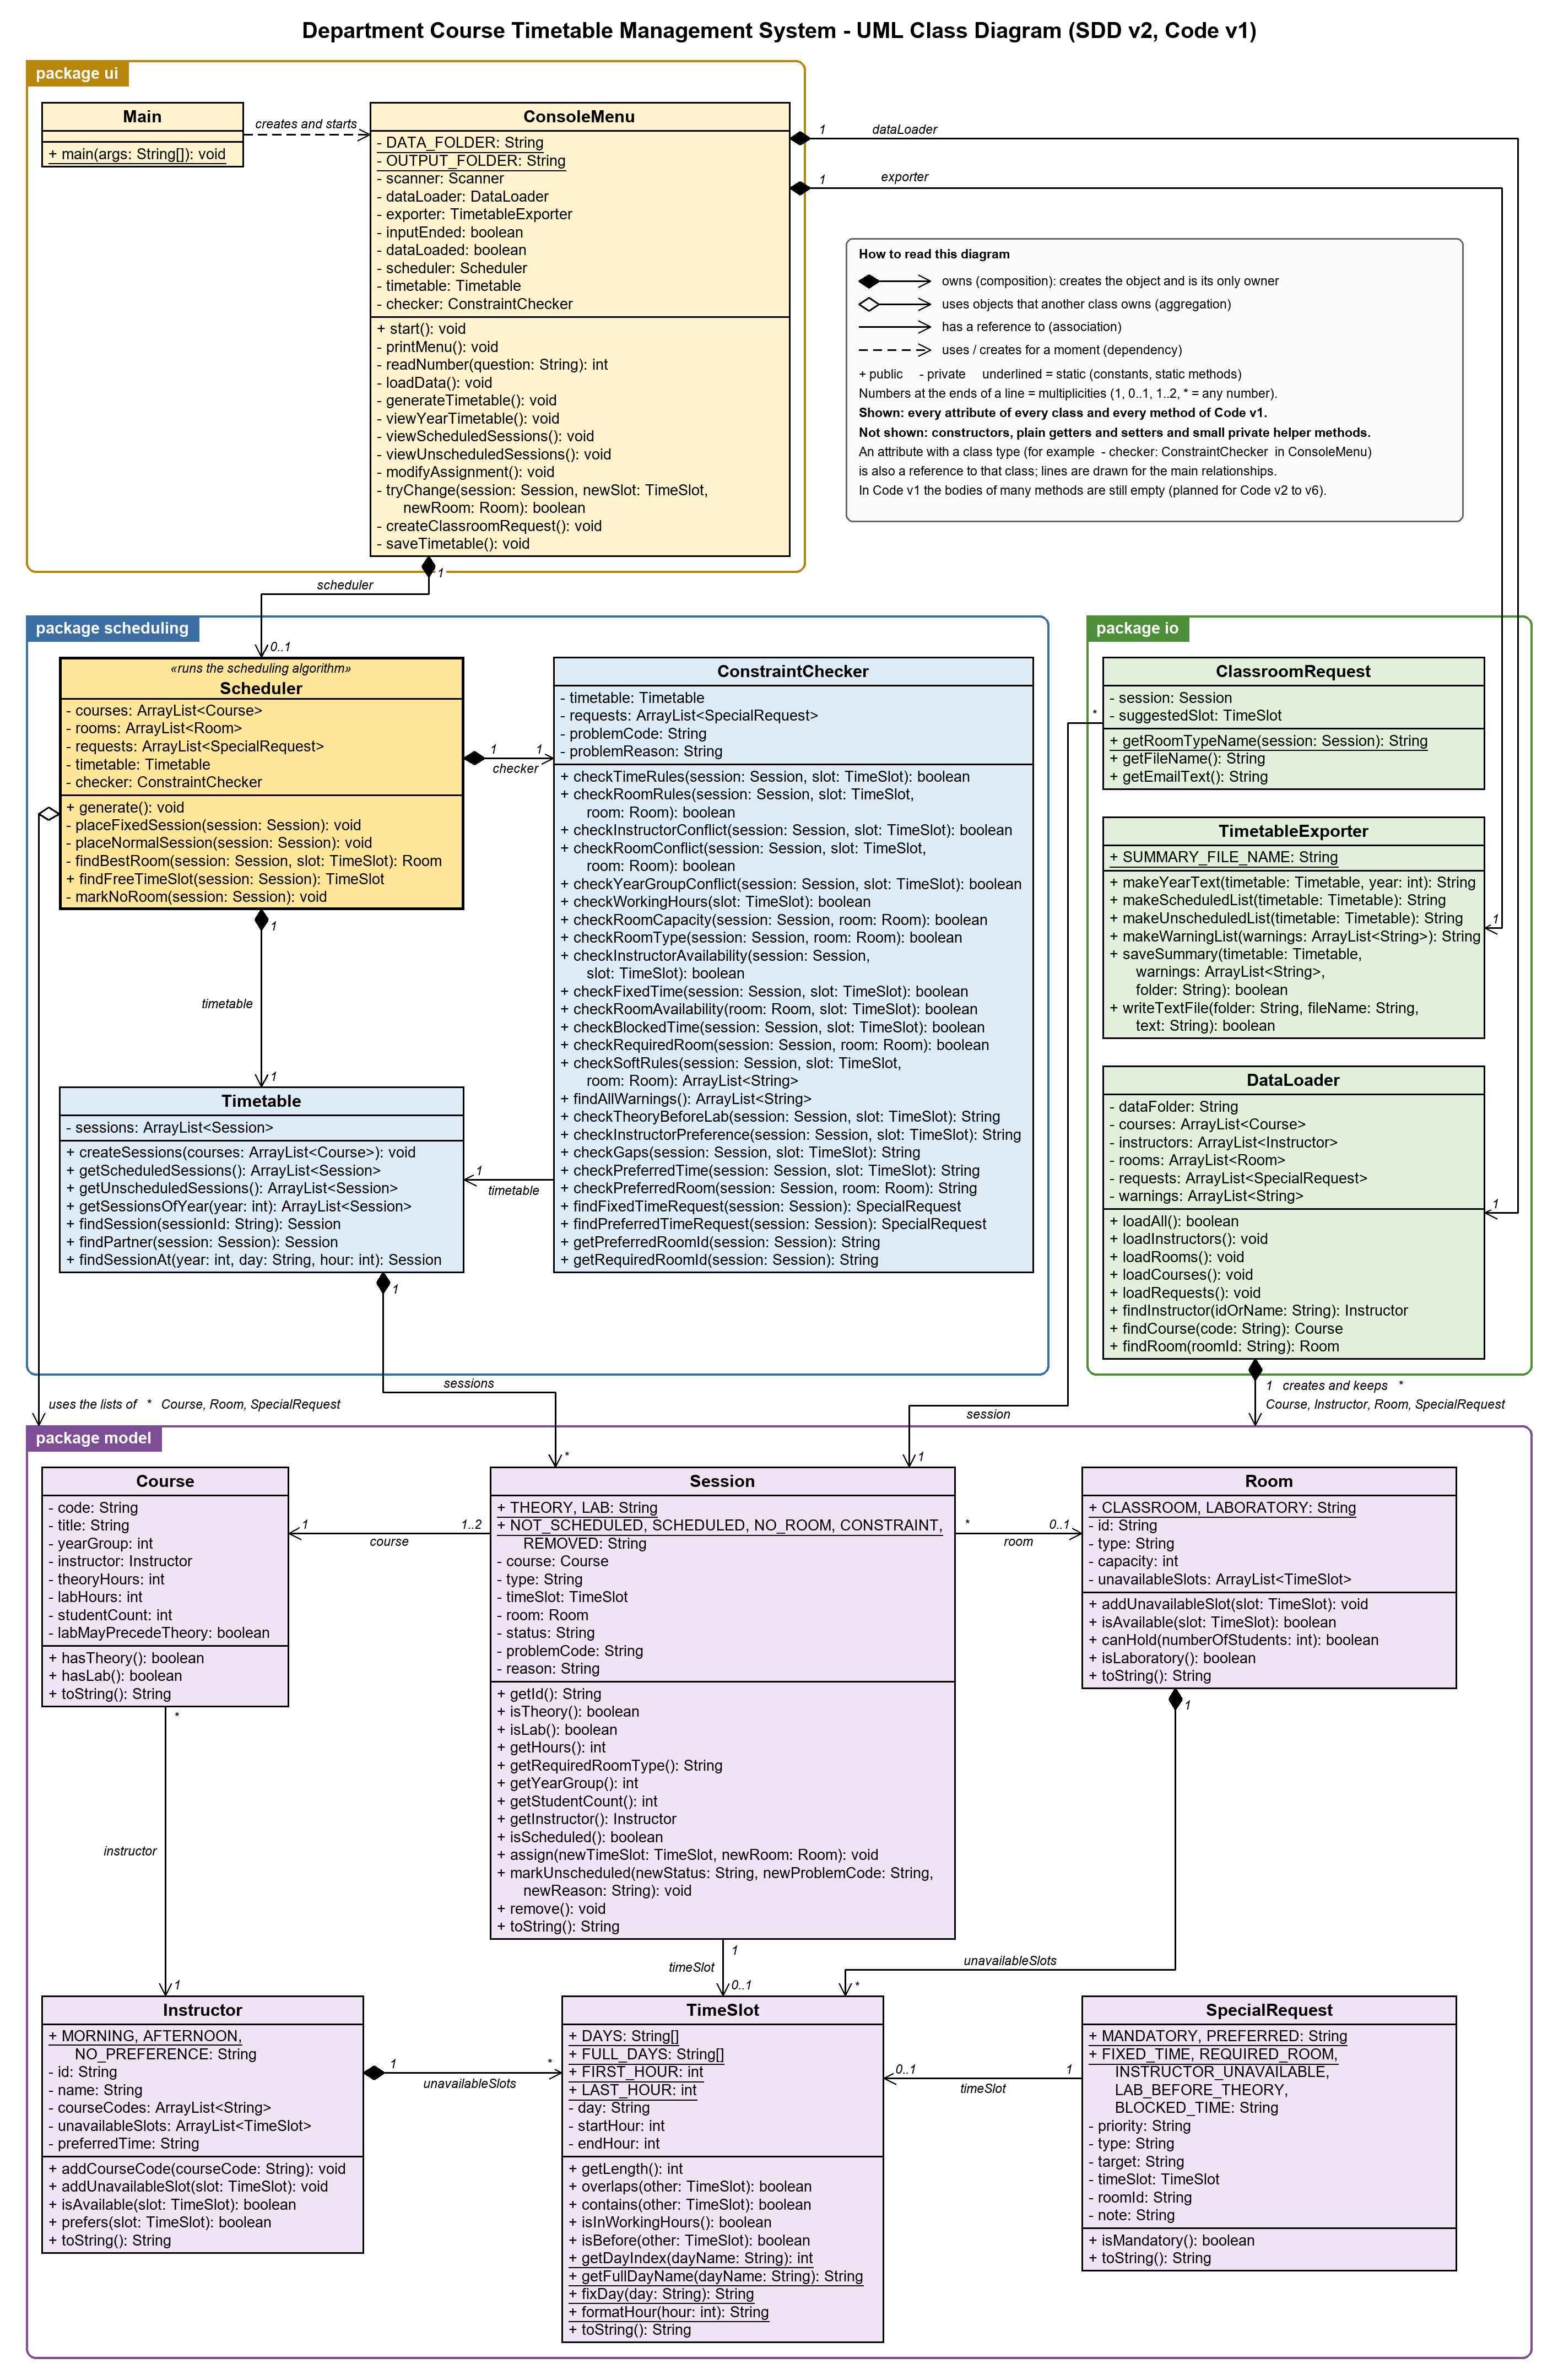 Department Course Timetable Management System - UML Class Diagram (SDD v2, Code v1)
package ui
Main
+ main(args: String[]): void
creates and starts
ConsoleMenu
- DATA_FOLDER: String
- OUTPUT_FOLDER: String
- scanner: Scanner
- dataLoader: DataLoader
- exporter: TimetableExporter
- inputEnded: boolean
- dataLoaded: boolean
- scheduler: Scheduler
- timetable: Timetable
- checker: ConstraintChecker
+ start(): void
- printMenu(): void
- readNumber(question: String): int
- loadData(): void
- generateTimetable(): void
- viewYearTimetable(): void
- viewScheduledSessions(): void
- viewUnscheduledSessions(): void
- modifyAssignment(): void
- tryChange(session: Session, newSlot: TimeSlot,
newRoom: Room): boolean
- createClassroomRequest(): void
- saveTimetable(): void
1 dataLoader
1 exporter
How to read this diagram
owns (composition): creates the object and is its only owner
uses objects that another class owns (aggregation)
has a reference to (association)
uses / creates for a moment (dependency)
+ public - private underlined = static (constants, static methods)
Numbers at the ends of a line = multiplicities (1, 0..1, 1..2, * = any number).
Shown: every attribute of every class and every method of Code v1.
Not shown: constructors, plain getters and setters and small private helper methods.
An attribute with a class type (for example - checker: ConstraintChecker in ConsoleMenu)
is also a reference to that class; lines are drawn for the main relationships.
In Code v1 the bodies of many methods are still empty (planned for Code v2 to v6).
1
scheduler
0..1
package scheduling
«runs the scheduling algorithm»
Scheduler
- courses: ArrayList<Course>
- rooms: ArrayList<Room>
- requests: ArrayList<SpecialRequest>
- timetable: Timetable
- checker: ConstraintChecker
+ generate(): void
- placeFixedSession(session: Session): void
- placeNormalSession(session: Session): void
- findBestRoom(session: Session, slot: TimeSlot): Room
+ findFreeTimeSlot(session: Session): TimeSlot
- markNoRoom(session: Session): void
1 1
checker
1
timetable
1
Timetable
- sessions: ArrayList<Session>
+ createSessions(courses: ArrayList<Course>): void
+ getScheduledSessions(): ArrayList<Session>
+ getUnscheduledSessions(): ArrayList<Session>
+ getSessionsOfYear(year: int): ArrayList<Session>
+ findSession(sessionId: String): Session
+ findPartner(session: Session): Session
+ findSessionAt(year: int, day: String, hour: int): Session
ConstraintChecker
- timetable: Timetable
- requests: ArrayList<SpecialRequest>
- problemCode: String
- problemReason: String
+ checkTimeRules(session: Session, slot: TimeSlot): boolean
+ checkRoomRules(session: Session, slot: TimeSlot,
room: Room): boolean
+ checkInstructorConflict(session: Session, slot: TimeSlot): boolean
+ checkRoomConflict(session: Session, slot: TimeSlot,
room: Room): boolean
+ checkYearGroupConflict(session: Session, slot: TimeSlot): boolean
+ checkWorkingHours(slot: TimeSlot): boolean
+ checkRoomCapacity(session: Session, room: Room): boolean
+ checkRoomType(session: Session, room: Room): boolean
+ checkInstructorAvailability(session: Session,
slot: TimeSlot): boolean
+ checkFixedTime(session: Session, slot: TimeSlot): boolean
+ checkRoomAvailability(room: Room, slot: TimeSlot): boolean
+ checkBlockedTime(session: Session, slot: TimeSlot): boolean
+ checkRequiredRoom(session: Session, room: Room): boolean
+ checkSoftRules(session: Session, slot: TimeSlot,
room: Room): ArrayList<String>
+ findAllWarnings(): ArrayList<String>
+ checkTheoryBeforeLab(session: Session, slot: TimeSlot): String
+ checkInstructorPreference(session: Session, slot: TimeSlot): String
+ checkGaps(session: Session, slot: TimeSlot): String
+ checkPreferredTime(session: Session, slot: TimeSlot): String
+ checkPreferredRoom(session: Session, room: Room): String
+ findFixedTimeRequest(session: Session): SpecialRequest
+ findPreferredTimeRequest(session: Session): SpecialRequest
+ getPreferredRoomId(session: Session): String
+ getRequiredRoomId(session: Session): String
1
timetable
1
sessions
*
uses the lists of * Course, Room, SpecialRequest
package io
ClassroomRequest
- session: Session
- suggestedSlot: TimeSlot
+ getRoomTypeName(session: Session): String
+ getFileName(): String
+ getEmailText(): String
*
TimetableExporter
+ SUMMARY_FILE_NAME: String
+ makeYearText(timetable: Timetable, year: int): String
+ makeScheduledList(timetable: Timetable): String
+ makeUnscheduledList(timetable: Timetable): String
+ makeWarningList(warnings: ArrayList<String>): String
+ saveSummary(timetable: Timetable,
warnings: ArrayList<String>,
folder: String): boolean
+ writeTextFile(folder: String, fileName: String,
text: String): boolean
1
DataLoader
- dataFolder: String
- courses: ArrayList<Course>
- instructors: ArrayList<Instructor>
- rooms: ArrayList<Room>
- requests: ArrayList<SpecialRequest>
- warnings: ArrayList<String>
+ loadAll(): boolean
+ loadInstructors(): void
+ loadRooms(): void
+ loadCourses(): void
+ loadRequests(): void
+ findInstructor(idOrName: String): Instructor
+ findCourse(code: String): Course
+ findRoom(roomId: String): Room
1
1 creates and keeps *
Course, Instructor, Room, SpecialRequest
session
1
package model
Course
- code: String
- title: String
- yearGroup: int
- instructor: Instructor
- theoryHours: int
- labHours: int
- studentCount: int
- labMayPrecedeTheory: boolean
+ hasTheory(): boolean
+ hasLab(): boolean
+ toString(): String
1 1..2
course
Session
+ THEORY, LAB: String
+ NOT_SCHEDULED, SCHEDULED, NO_ROOM, CONSTRAINT,
REMOVED: String
- course: Course
- type: String
- timeSlot: TimeSlot
- room: Room
- status: String
- problemCode: String
- reason: String
+ getId(): String
+ isTheory(): boolean
+ isLab(): boolean
+ getHours(): int
+ getRequiredRoomType(): String
+ getYearGroup(): int
+ getStudentCount(): int
+ getInstructor(): Instructor
+ isScheduled(): boolean
+ assign(newTimeSlot: TimeSlot, newRoom: Room): void
+ markUnscheduled(newStatus: String, newProblemCode: String,
newReason: String): void
+ remove(): void
+ toString(): String
* 0..1
room
Room
+ CLASSROOM, LABORATORY: String
- id: String
- type: String
- capacity: int
- unavailableSlots: ArrayList<TimeSlot>
+ addUnavailableSlot(slot: TimeSlot): void
+ isAvailable(slot: TimeSlot): boolean
+ canHold(numberOfStudents: int): boolean
+ isLaboratory(): boolean
+ toString(): String
*
instructor
1
1
timeSlot
0..1
1
unavailableSlots
*
Instructor
+ MORNING, AFTERNOON,
NO_PREFERENCE: String
- id: String
- name: String
- courseCodes: ArrayList<String>
- unavailableSlots: ArrayList<TimeSlot>
- preferredTime: String
+ addCourseCode(courseCode: String): void
+ addUnavailableSlot(slot: TimeSlot): void
+ isAvailable(slot: TimeSlot): boolean
+ prefers(slot: TimeSlot): boolean
+ toString(): String
1 *
unavailableSlots
TimeSlot
+ DAYS: String[]
+ FULL_DAYS: String[]
+ FIRST_HOUR: int
+ LAST_HOUR: int
- day: String
- startHour: int
- endHour: int
+ getLength(): int
+ overlaps(other: TimeSlot): boolean
+ contains(other: TimeSlot): boolean
+ isInWorkingHours(): boolean
+ isBefore(other: TimeSlot): boolean
+ getDayIndex(dayName: String): int
+ getFullDayName(dayName: String): String
+ fixDay(day: String): String
+ formatHour(hour: int): String
+ toString(): String
0..1 1
timeSlot
SpecialRequest
+ MANDATORY, PREFERRED: String
+ FIXED_TIME, REQUIRED_ROOM,
INSTRUCTOR_UNAVAILABLE,
LAB_BEFORE_THEORY,
BLOCKED_TIME: String
- priority: String
- type: String
- target: String
- timeSlot: TimeSlot
- roomId: String
- note: String
+ isMandatory(): boolean
+ toString(): String